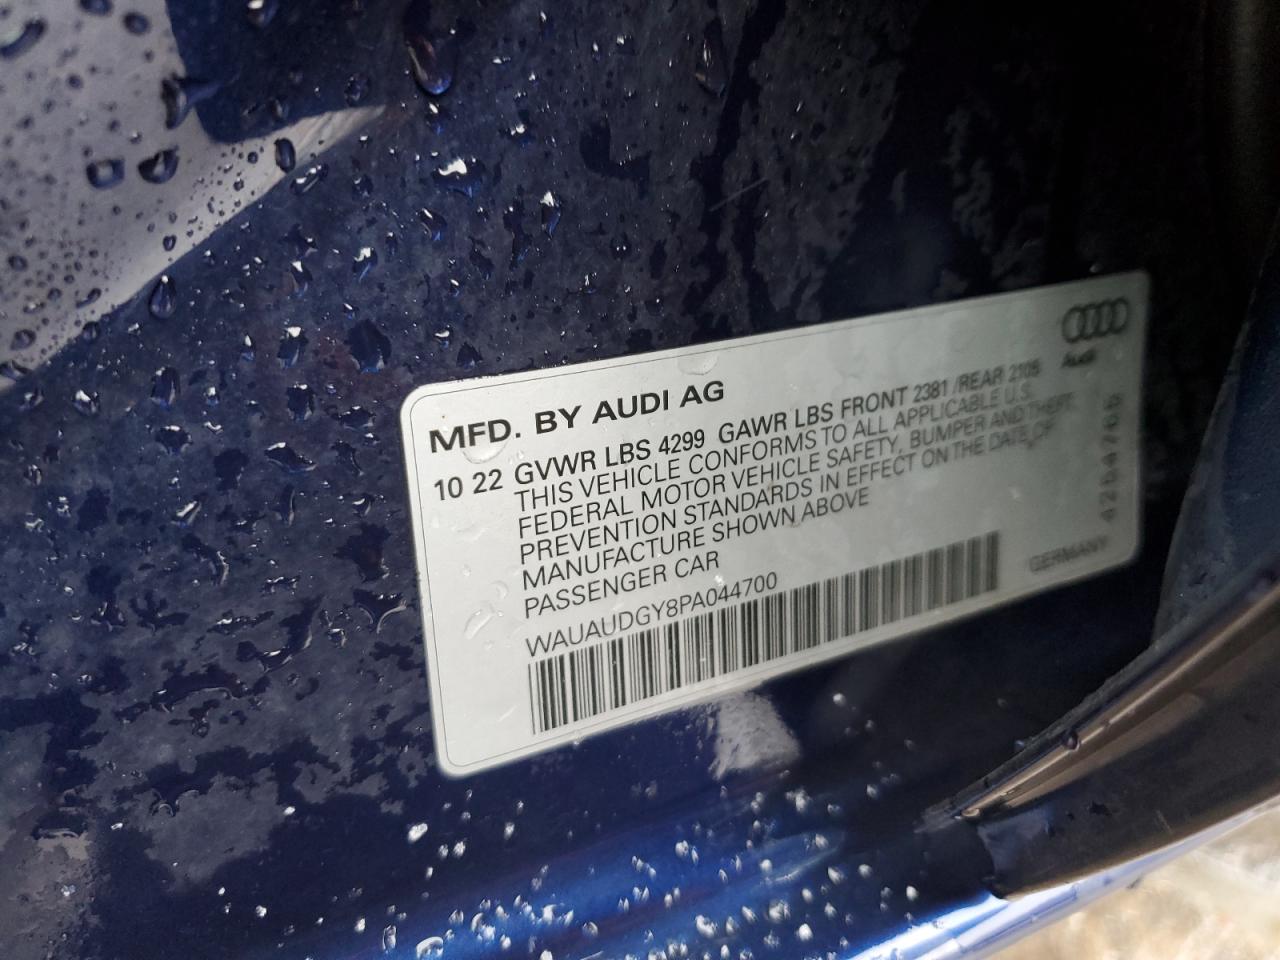 MFD. BY AUDI AG
Audi
10 22 GVWR LBS 4299 GAWR LBS FRONT 2381 /REAR 2105
THIS VEHICLE CONFORMS TO ALL APPLICABLE U.S.
FEDERAL MOTOR VEHICLE SAFETY, BUMPER AND THEFT
PREVENTION STANDARDS IN EFFECT ON THE DATE OF
MANUFACTURE SHOWN ABOVE
PASSENGER CAR
WAUAUDGY8PA044700
GERMANY